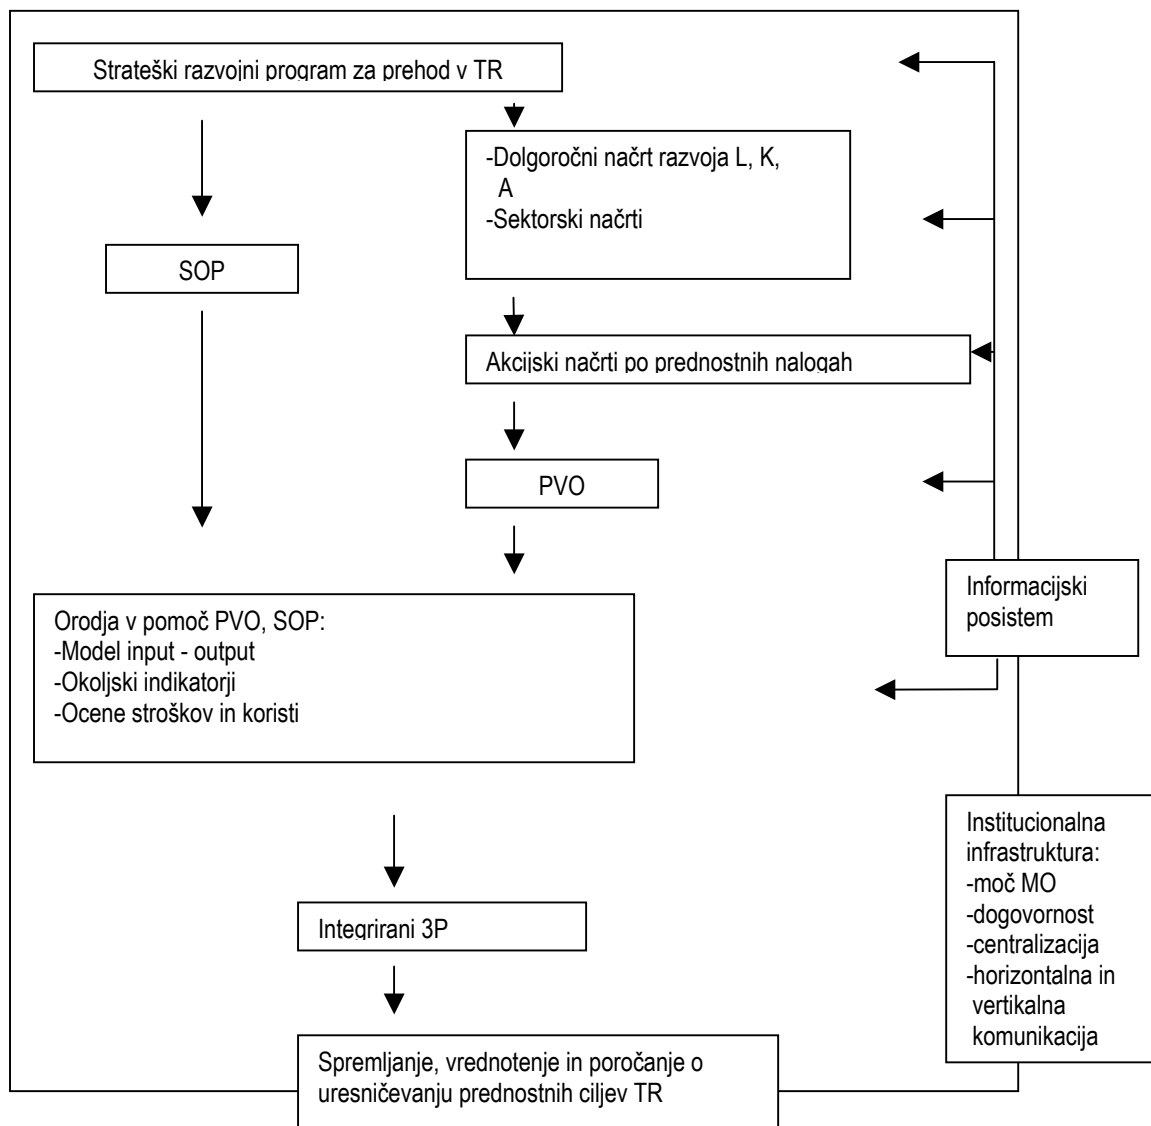 Strateški razvojni program za prehod v TR
-Dolgoročni načrt razvoja L, K,
A
-Sektorski načrti
SOP
Akcijski načrti po prednostnih nalogah
PVO
Informacijski
posistem
Orodja v pomoč PVO, SOP:
-Model input - output
-Okoljski indikatorji
-Ocene stroškov in koristi
Institucionalna
infrastruktura:
-moč MO
-dogovornost
-centralizacija
-horizontalna in
vertikalna
komunikacija
Integrirani 3P
Spremljanje, vrednotenje in poročanje o
uresničevanju prednostnih ciljev TR